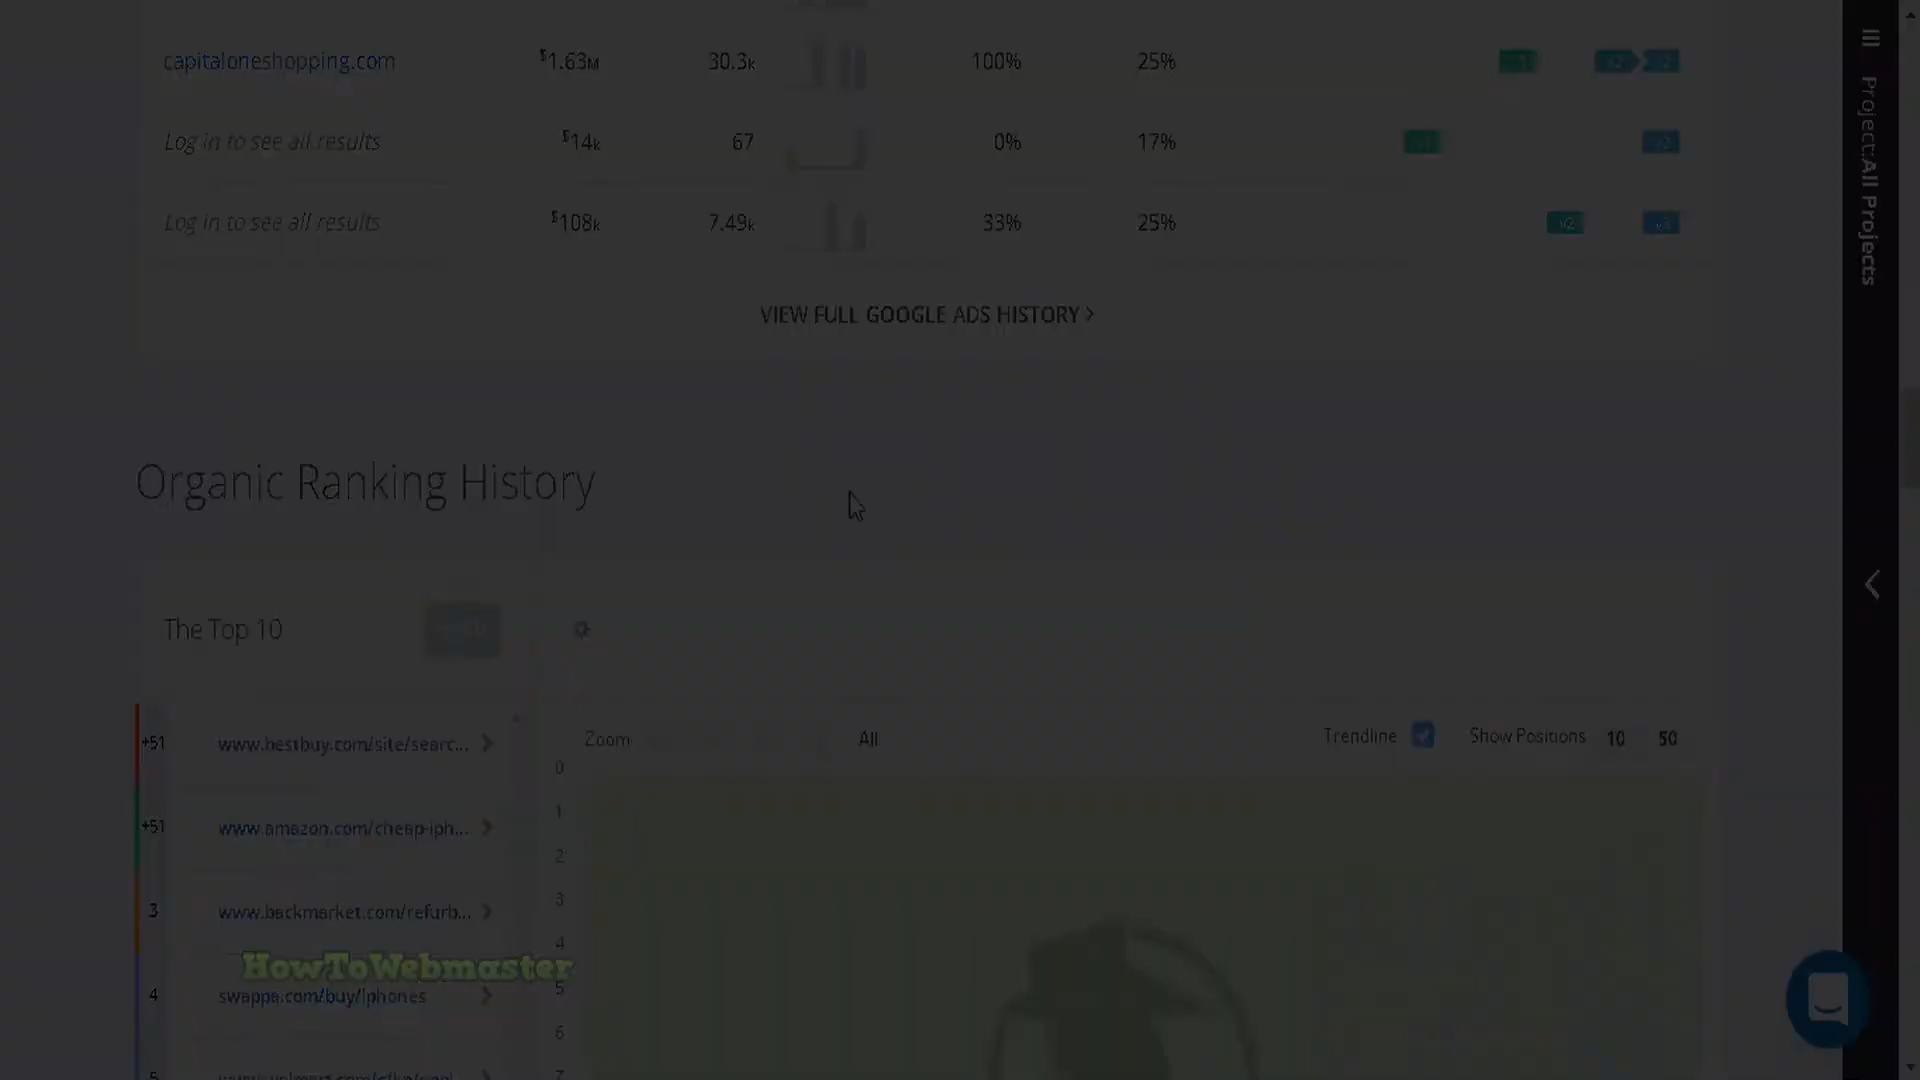 capitaloneshopping.com $1.63M 30.3k 100% 25%
Log in to see all results $14k 67 0% 17%
Log in to see all results $108k 7.49k 33% 25% v2
VIEW FULL GOOGLE ADS HISTORY >
Organic Ranking History
The Top 10
Zoom All Trendline Show Positions 10 50
+51 www.bestbuy.com/site/searc...
+51 www.amazon.com/cheap-iph...
3 www.backmarket.com/refurb...
4 swappa.com/buy/iphones
5
0
1
2
3
4
5
6
7
HowToWebmaster
Project:All Projects